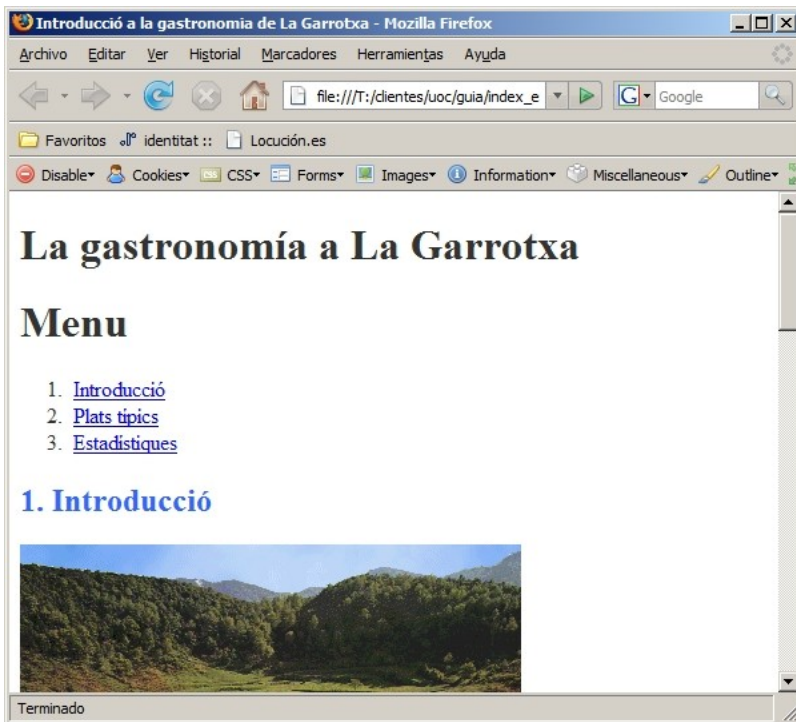 Introducció a la gastronomia de La Garrotxa - Mozilla Firefox
Archivo Editar Ver Historial Marcadores Herramientas Ayuda
file:///T:/clientes/uoc/guia/index_e G Google
Favoritos identitat :: Locución.es
Disable Cookies CSS Forms Images Information Miscellaneous Outline
La gastronomía a La Garrotxa
Menu
1. Introducció
2. Plats típics
3. Estadístiques
1. Introducció
Terminado